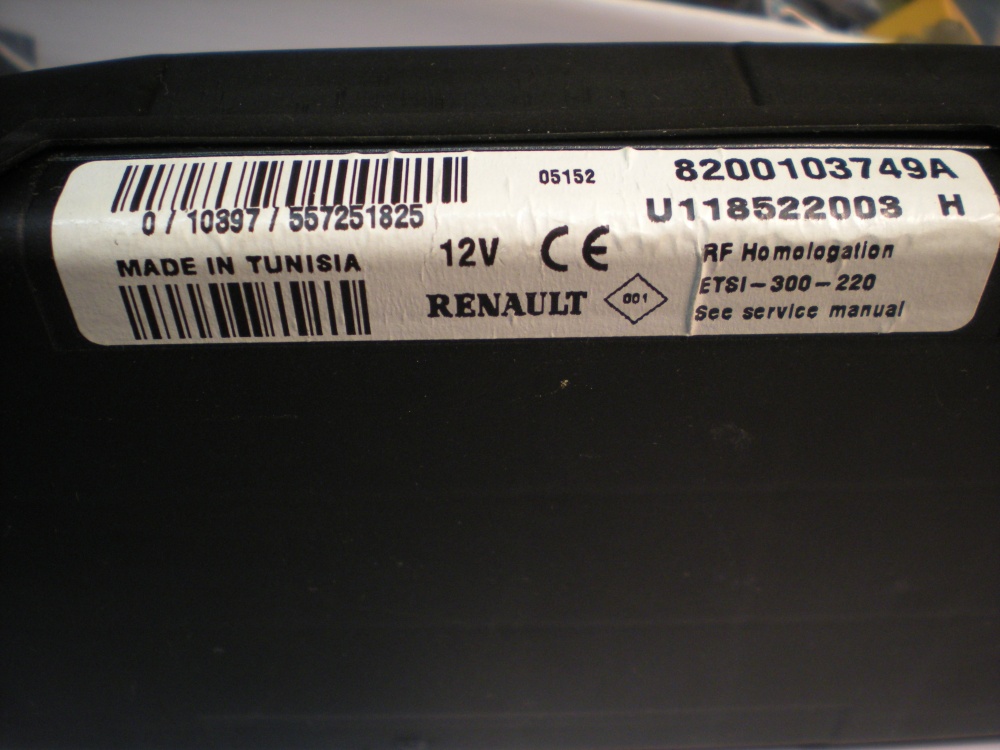 05152
8200103749A
0 / 10397 / 557251825
U118522003 H
MADE IN TUNISIA
12V
CE
RF Homologation
RENAULT
001
ETSI-300-220
See service manual